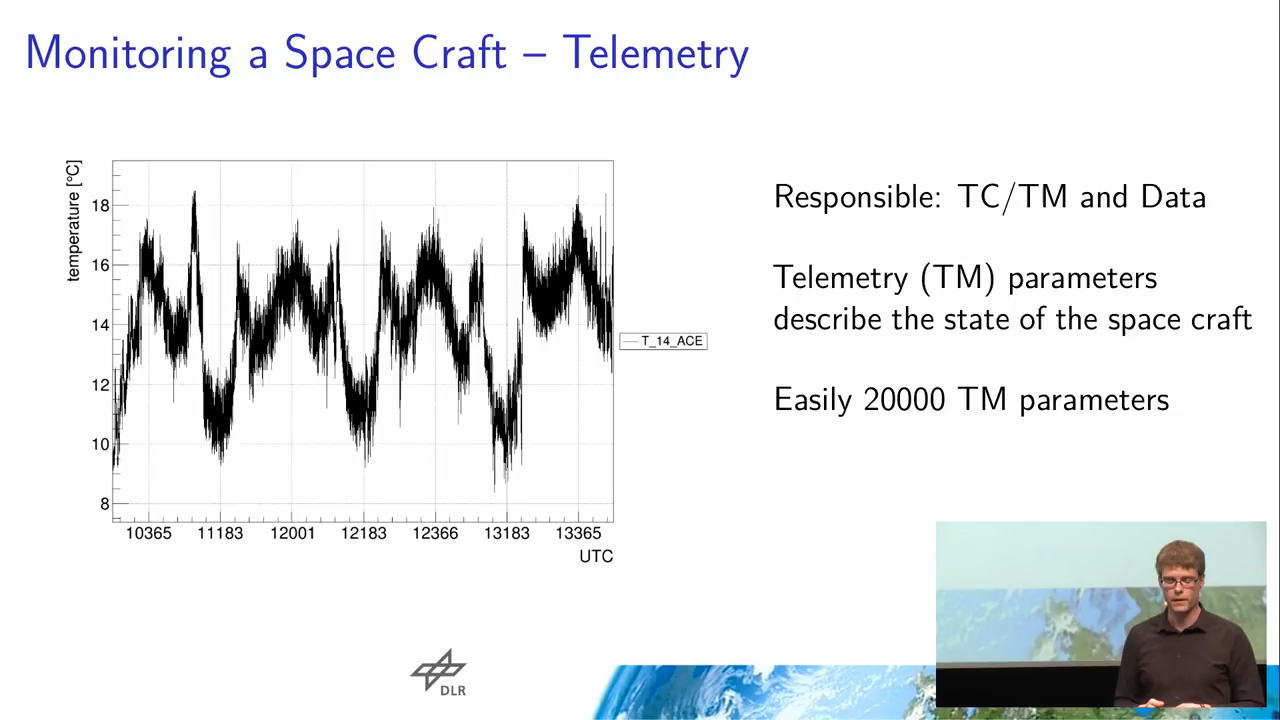 Monitoring a Space Craft – Telemetry
temperature [°C]
18
16
14
12
10
8
10365 11183 12001 12183 12366 13183 13365
UTC
T_14_ACE
Responsible: TC/TM and Data
Telemetry (TM) parameters
describe the state of the space craft
Easily 20000 TM parameters
DLR